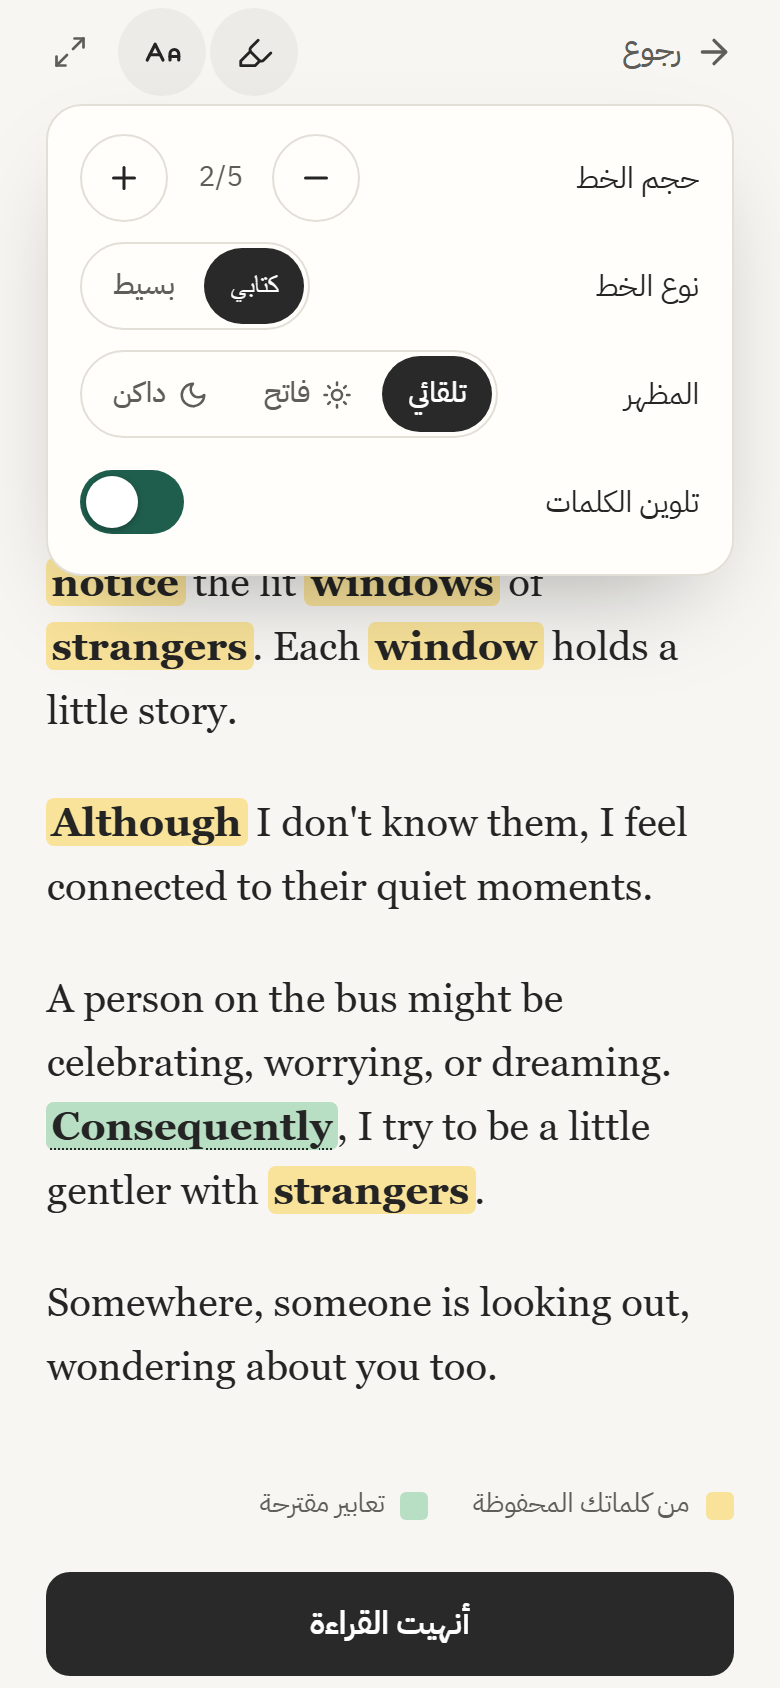 رجوع
Aa
حجم الخط
2/5
نوع الخط
كتابي
بسيط
المظهر
تلقائي
فاتح
داكن
تلوين الكلمات
notice the lit windows of
strangers. Each window holds a
little story.
Although I don't know them, I feel
connected to their quiet moments.
A person on the bus might be
celebrating, worrying, or dreaming.
Consequently, I try to be a little
gentler with strangers.
Somewhere, someone is looking out,
wondering about you too.
من كلماتك المحفوظة
تعابير مقترحة
أنهيت القراءة